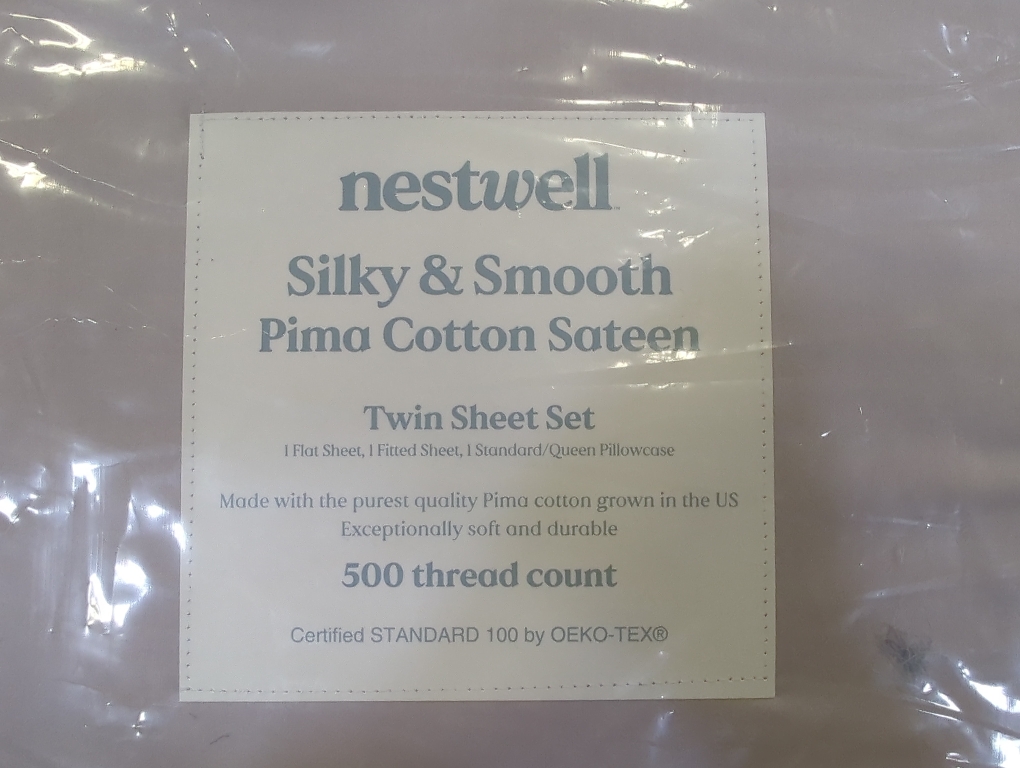 nestwell
Silky & Smooth
Pima Cotton Sateen
Twin Sheet Set
1 Flat Sheet, 1 Fitted Sheet, 1 Standard/Queen Pillowcase
Made with the purest quality Pima cotton grown in the US
Exceptionally soft and durable
500 thread count
Certified STANDARD 100 by OEKO-TEX®